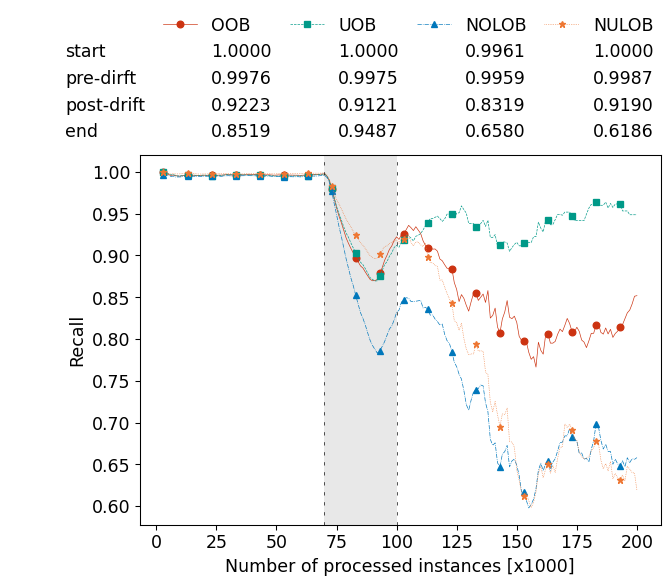 OOB UOB NOLOB NULOB
start 1.0000 1.0000 0.9961 1.0000
pre-dirft 0.9976 0.9975 0.9959 0.9987
post-drift 0.9223 0.9121 0.8319 0.9190
end 0.8519 0.9487 0.6580 0.6186
1.00
0.95
0.90
0.85
0.80
0.75
0.70
0.65
0.60
Recall
0 25 50 75 100 125 150 175 200
Number of processed instances [x1000]